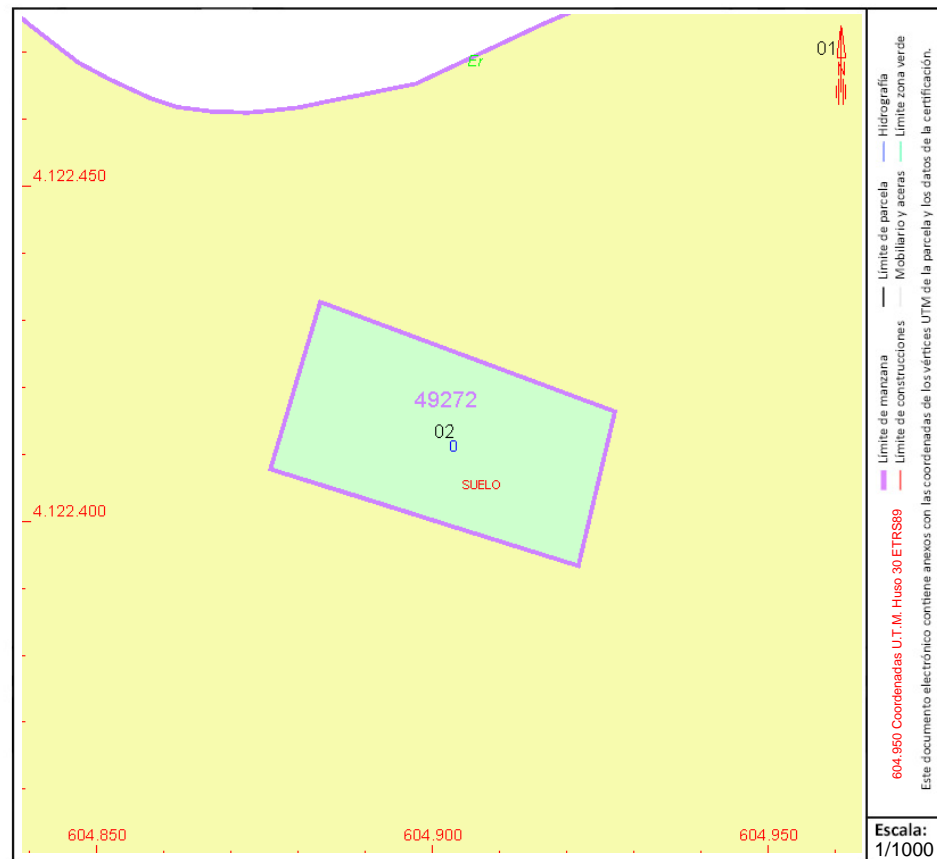 01
Er
4.122.450
49272
02
0
SUELO
4.122.400
604.850
604.900
604.950
604.950 Coordenadas U.T.M. Huso 30 ETRS89
Límite de manzana
Límite de construcciones
Límite de parcela
Mobiliario y aceras
Hidrografía
Límite zona verde
Este documento electrónico contiene anexos con las coordenadas de los vértices UTM de la parcela y los datos de la certificación.
Escala:
1/1000